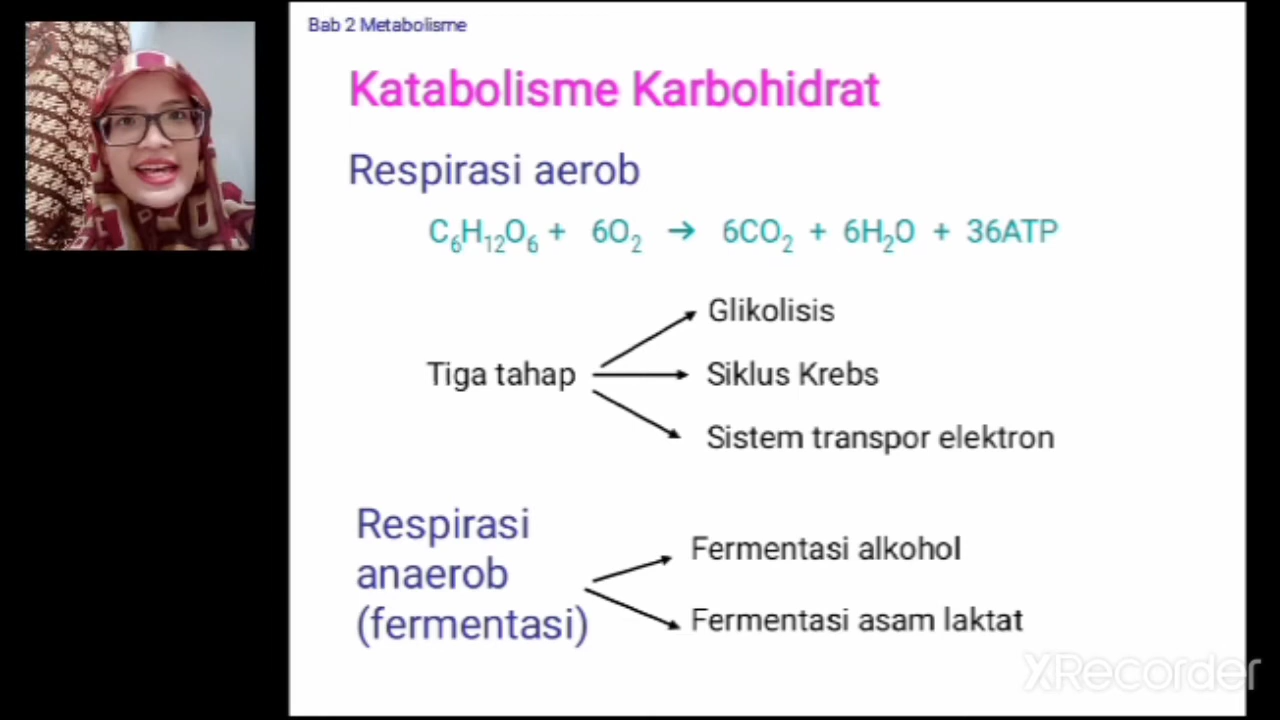 Bab 2 Metabolisme
Katabolisme Karbohidrat
Respirasi aerob
C₆H₁₂O₆ + 6O₂ → 6CO₂ + 6H₂O + 36ATP
Glikolisis
Tiga tahap
Siklus Krebs
Sistem transpor elektron
Respirasi
anaerob
(fermentasi)
Fermentasi alkohol
Fermentasi asam laktat
XRecorder